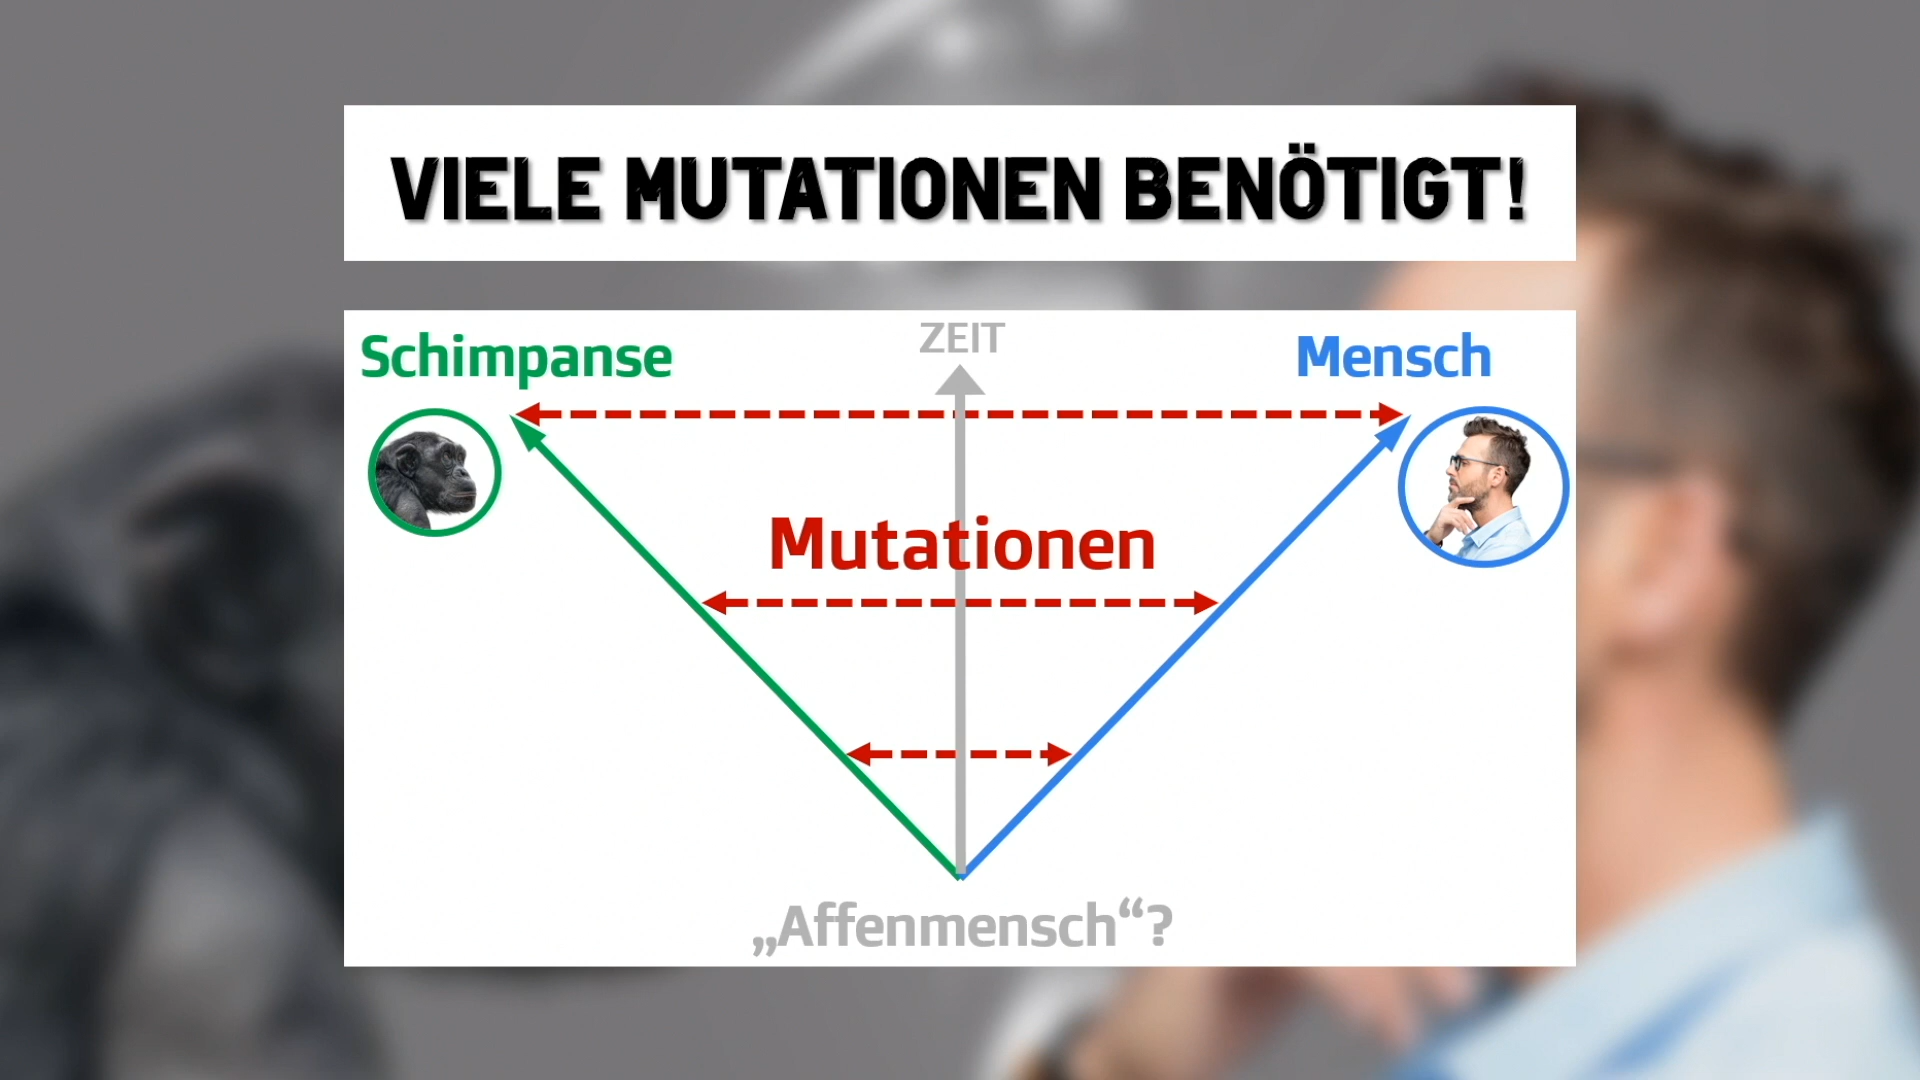 VIELE MUTATIONEN BENÖTIGT!
Schimpanse
ZEIT
Mensch
Mutationen
„Affenmensch“?